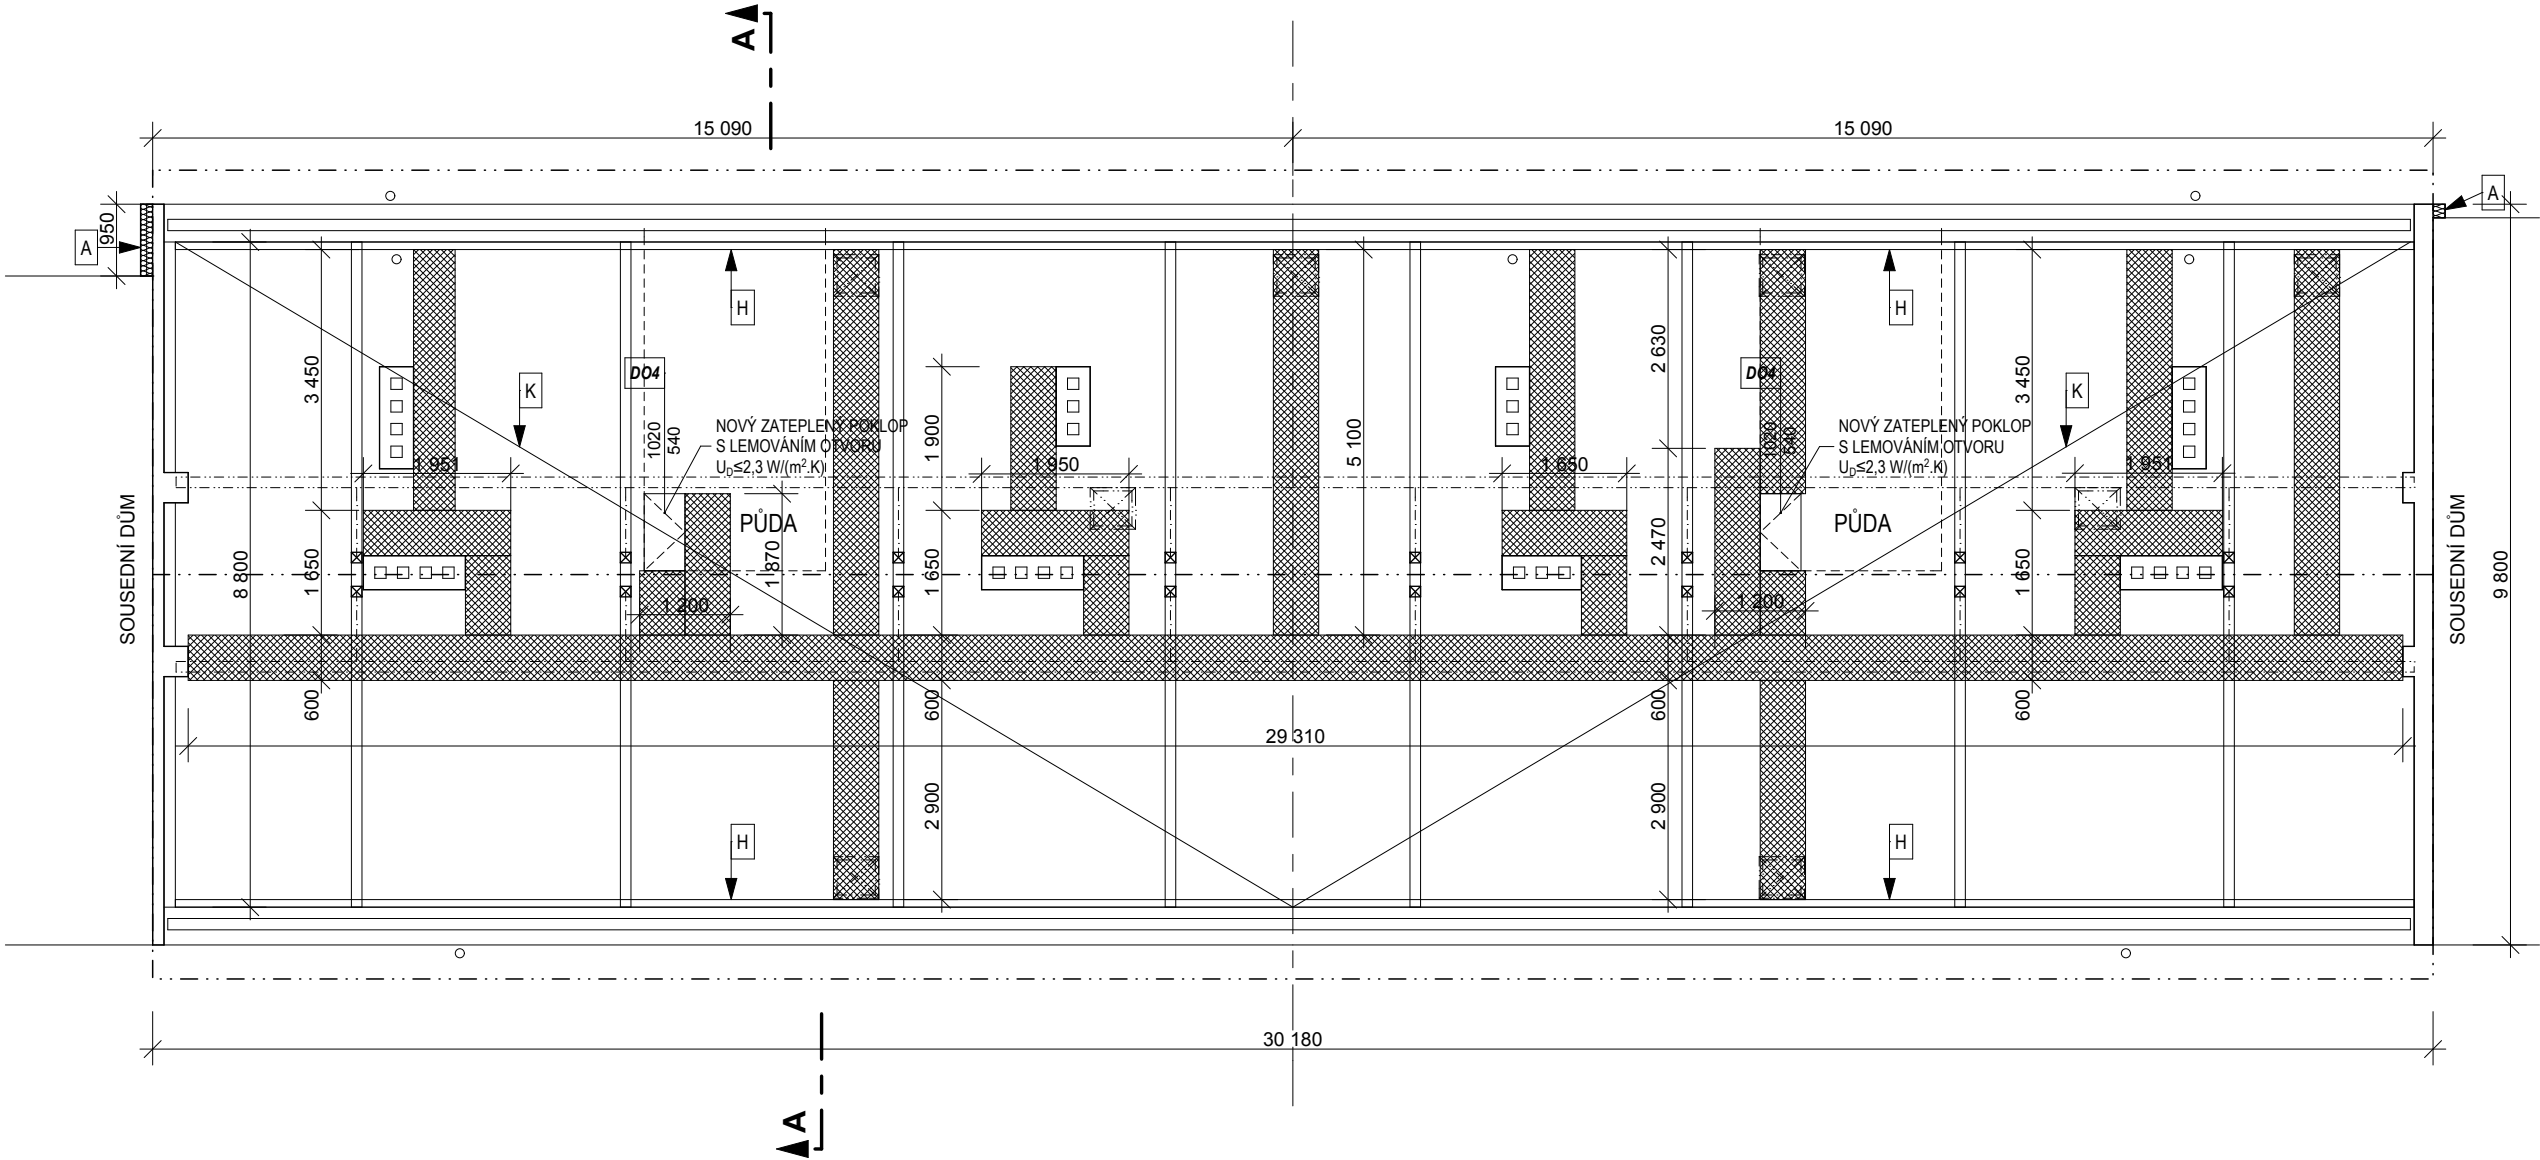 A
15 090
15 090
A
950
A
H
H
3 450
1 900
5 100
2 630
3 450
K
K
DO4
DO4
1020
540
NOVÝ ZATEPLENÝ POKLOP
S LEMOVÁNÍM OTVORU
U_D≤2,3 W/(m².K)
1020
540
NOVÝ ZATEPLENÝ POKLOP
S LEMOVÁNÍM OTVORU
U_D≤2,3 W/(m².K)
1 951
1 950
1 650
1 951
SOUSEDNÍ DŮM
PŮDA
PŮDA
SOUSEDNÍ DŮM
8 800
1 650
1 870
1 650
2 470
1 650
9 800
1 200
1 200
600
600
600
600
29 310
2 900
2 900
H
H
30 180
A